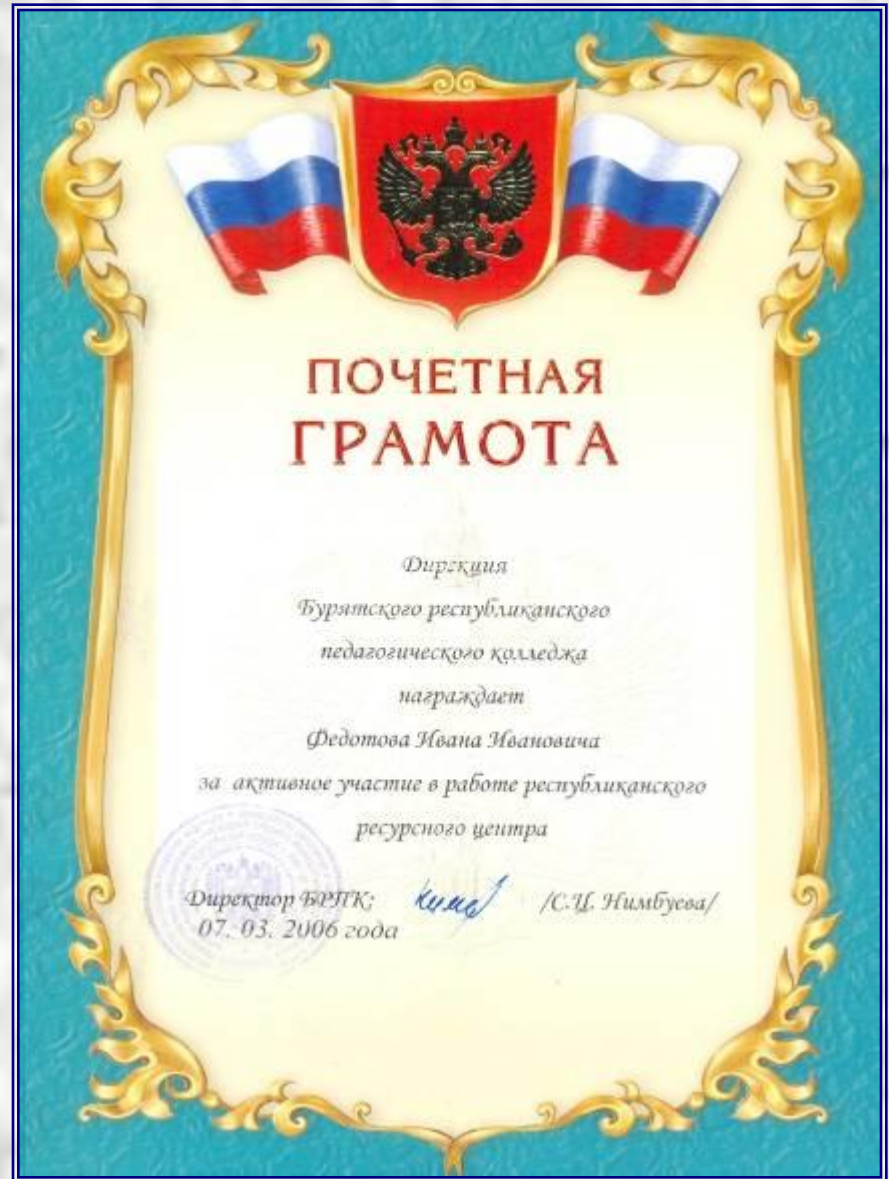 ПОЧЕТНАЯ
ГРАМОТА
Дирекция
Бурятского республиканского
педагогического колледжа
награждает
Федотова Ивана Ивановича
за активное участие в работе республиканского
ресурсного центра
Директор БРПК: /С.Ц. Нимбуева/
07. 03. 2006 года